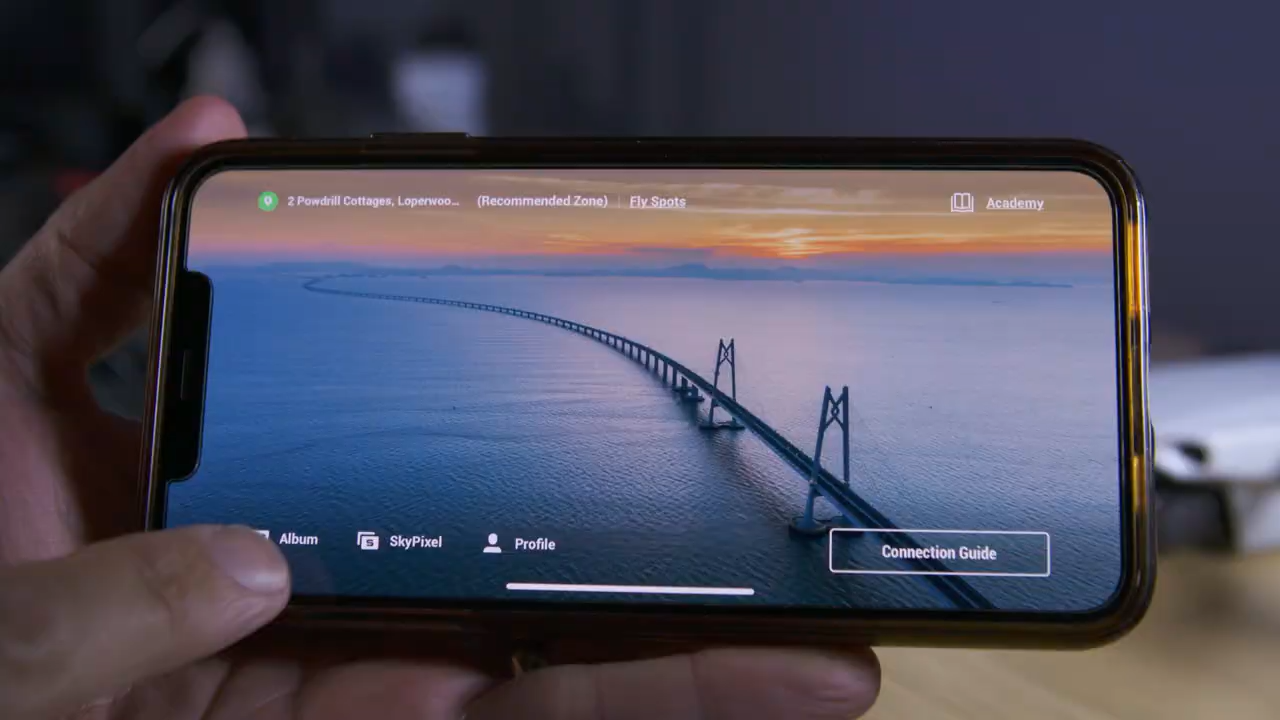 2 Powdrill Cottages, Loperwoo... (Recommended Zone) Fly Spots
Academy
Album
SkyPixel
Profile
Connection Guide